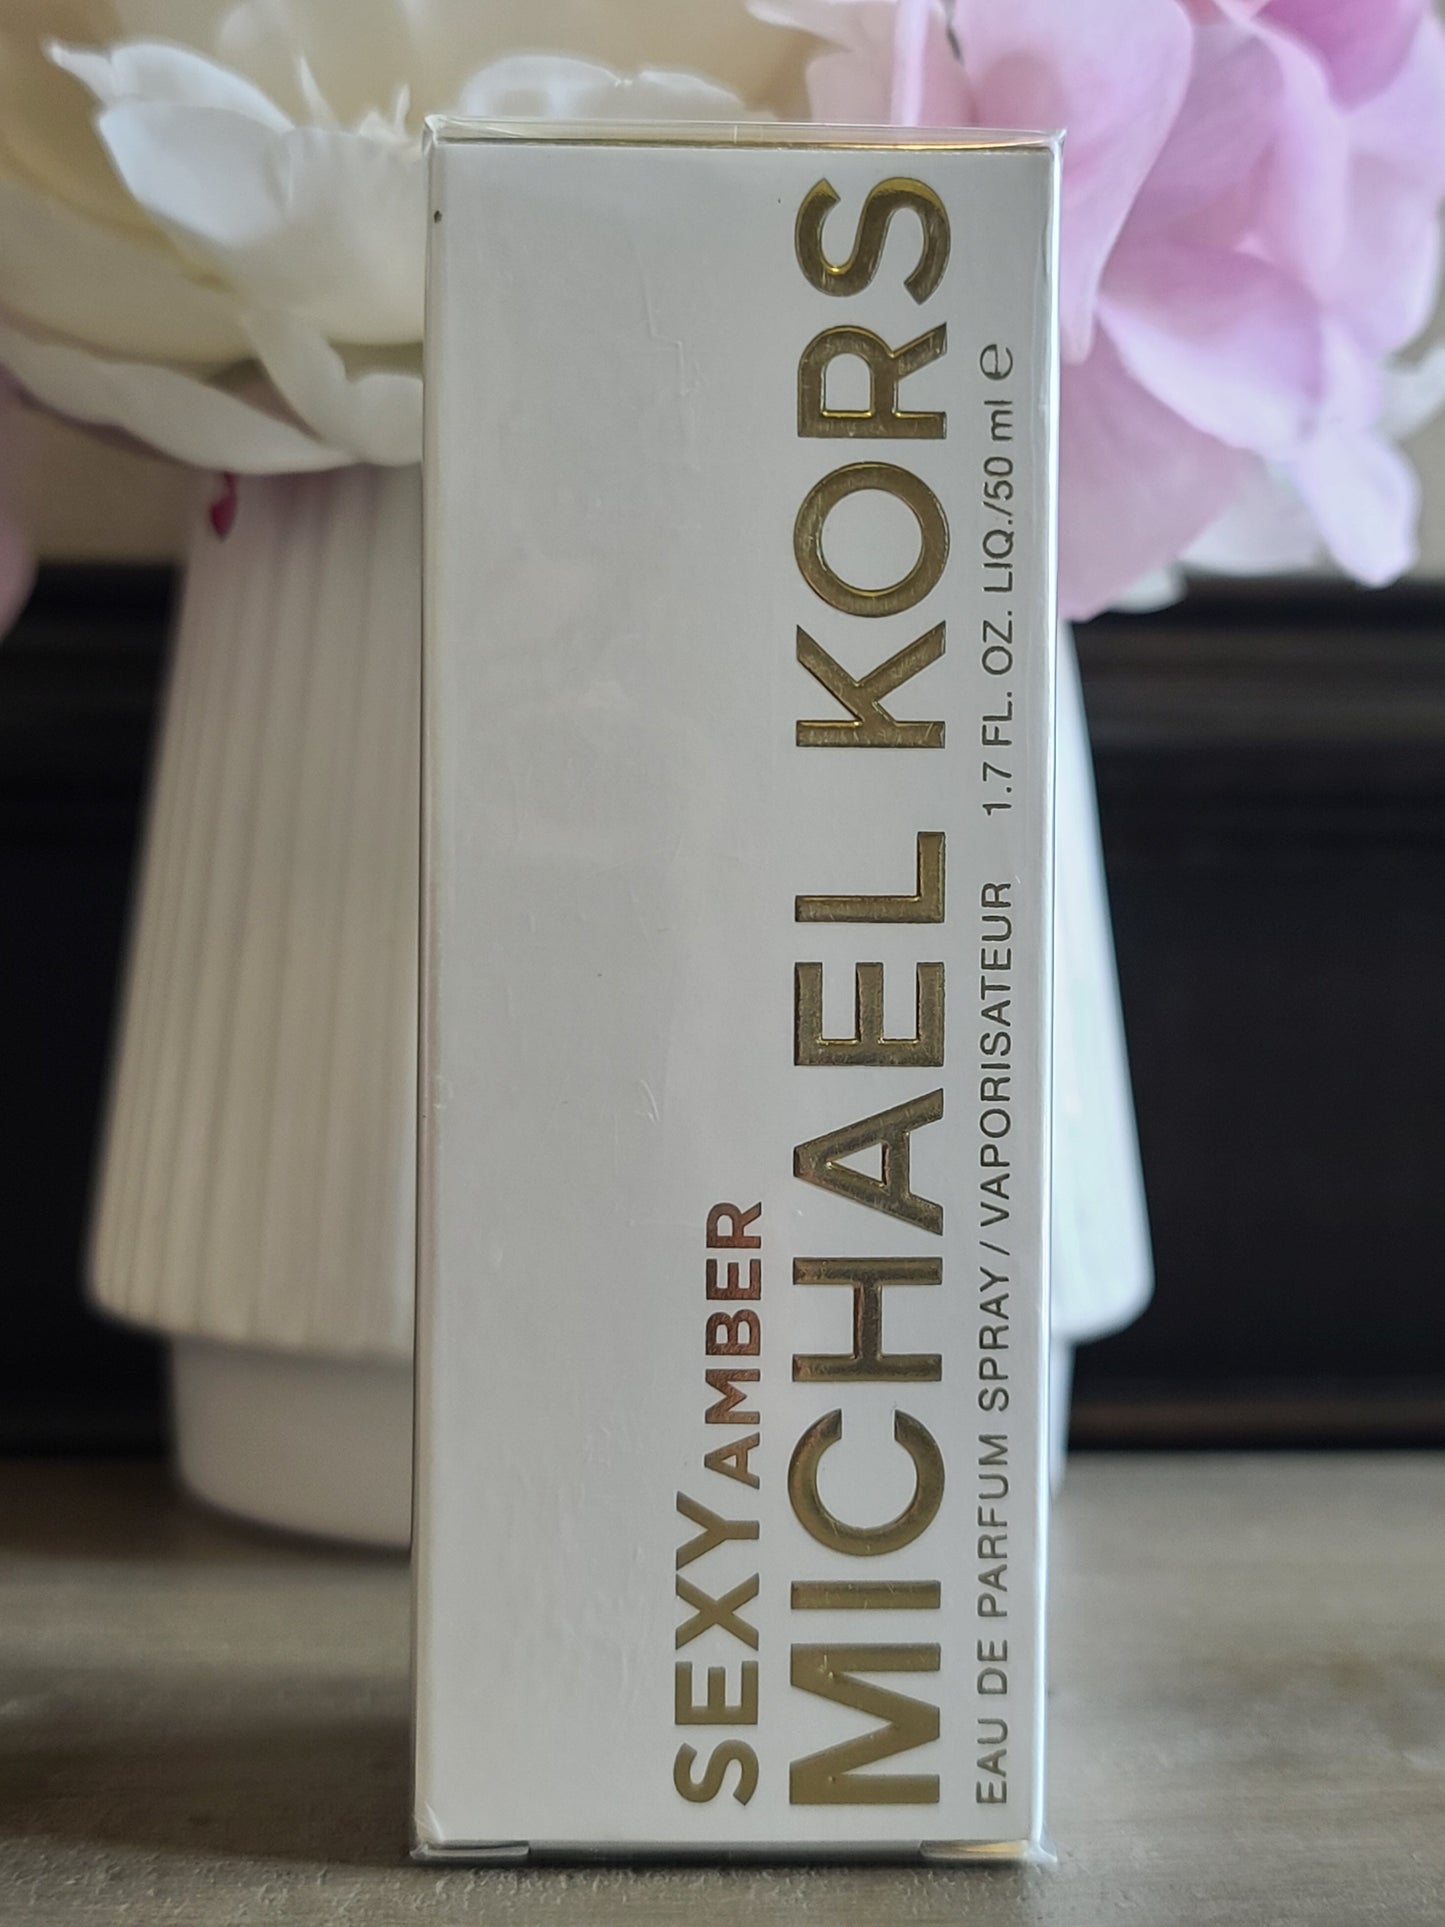 SEXY AMBER
MICHAEL KORS
EAU DE PARFUM SPRAY / VAPORISATEUR 1.7 FL. OZ. LIQ./50 ml ℮